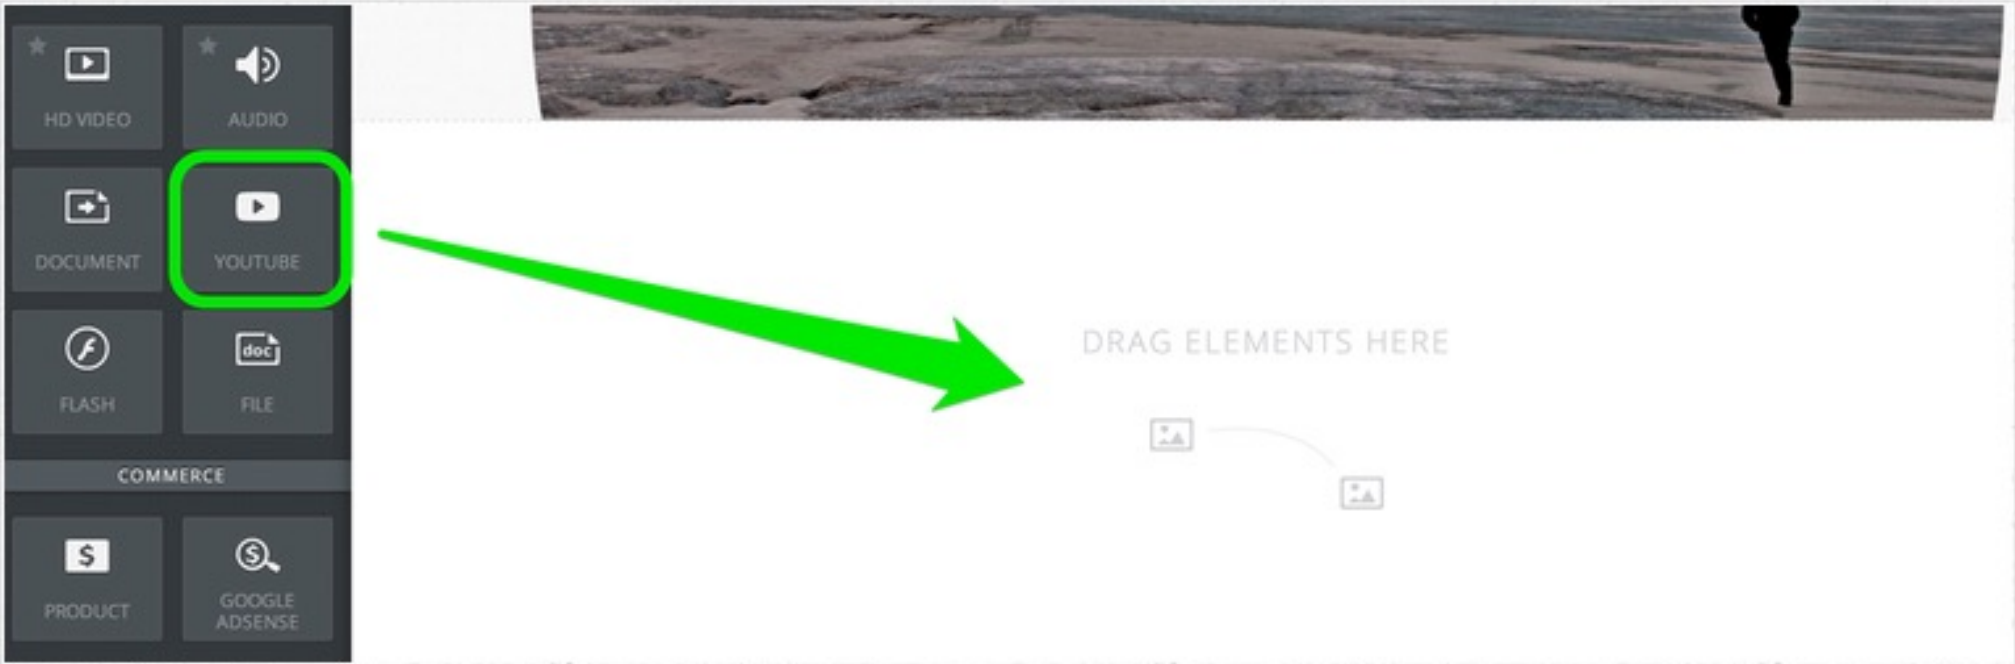 HD VIDEO
AUDIO
DOCUMENT
YOUTUBE
FLASH
doc
FILE
COMMERCE
$
PRODUCT
$
GOOGLE
ADSENSE
DRAG ELEMENTS HERE